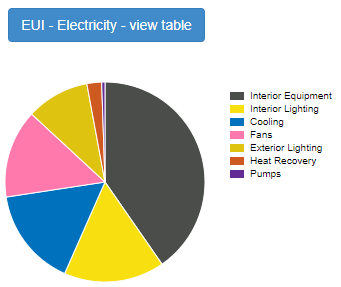 EUI - Electricity - view table
Interior Equipment
Interior Lighting
Cooling
Fans
Exterior Lighting
Heat Recovery
Pumps